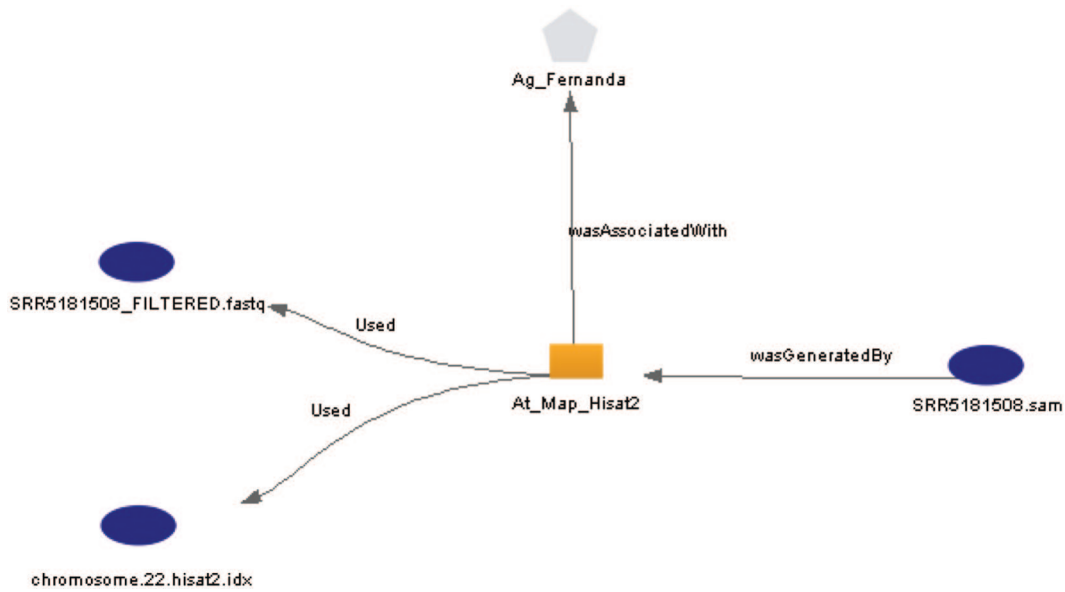 Ag_Fernanda
wasAssociatedWith
SRR5181508_FILTERED.fastq
Used
wasGeneratedBy
At_Map_Hisat2
SRR5181508.sam
Used
chromosome.22.hisat2.idx